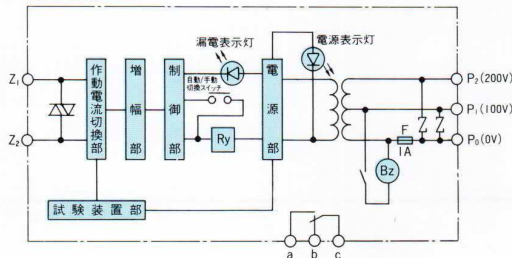 漏電表示灯
電源表示灯
Z₁
Z₂
作動電流切換部
増幅部
制御部
自動/手動
切換スイッチ
Ry
電源部
P₂(200V)
P₁(100V)
P₀(0V)
F
1A
Bz
試験装置部
a b c